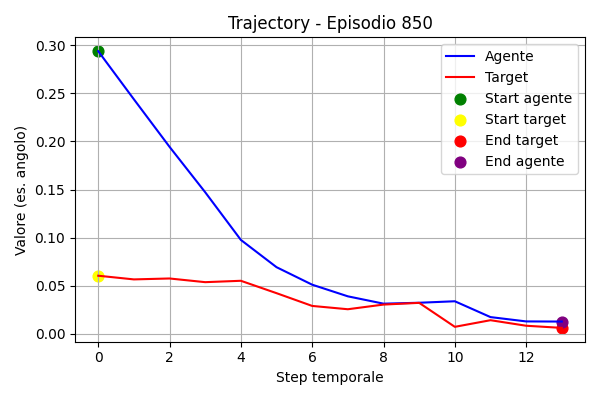 Trajectory - Episodio 850
Valore (es. angolo)
0.30
0.25
0.20
0.15
0.10
0.05
0.00
Agente
Target
Start agente
Start target
End target
End agente
0 2 4 6 8 10 12
Step temporale